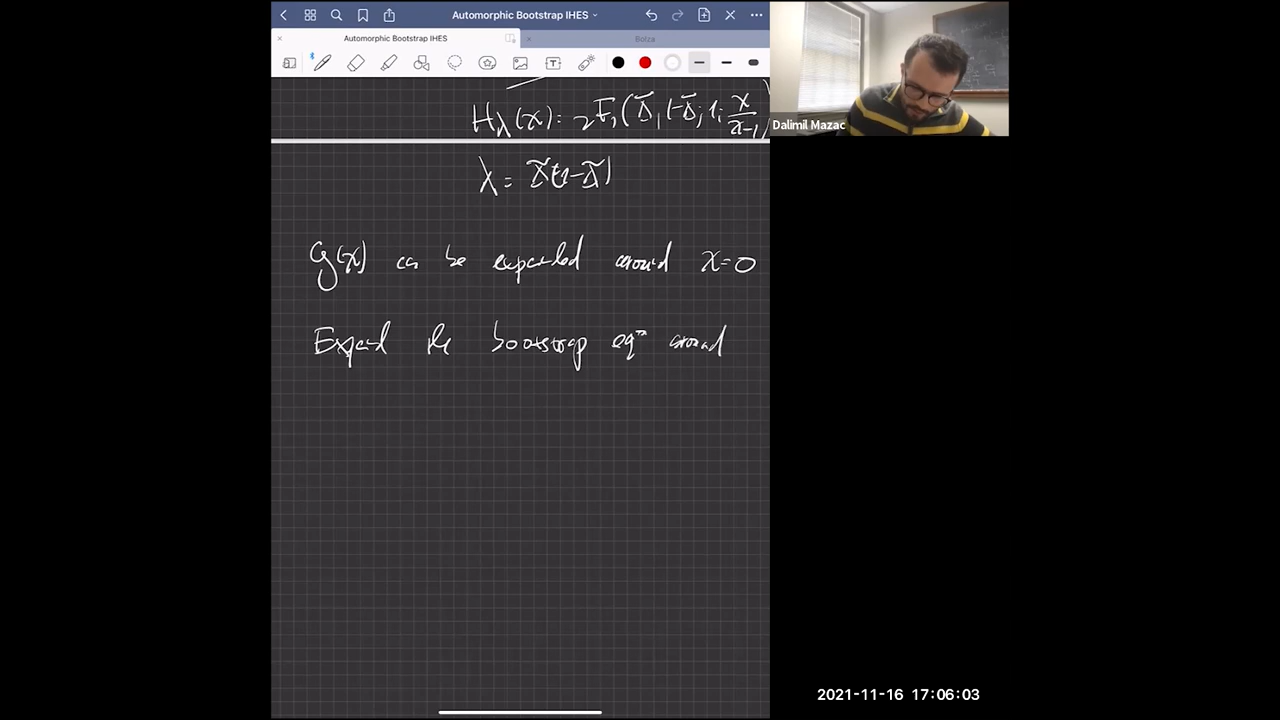 Automorphic Bootstrap IHES
Automorphic Bootstrap IHES
Bolza
H_λ(x) = ₂F₁(Δ̃, 1-Δ̃; 1; x/(x-1))
λ = Δ̃(1-Δ̃)
G(x) can be expanded around x=0
Expand the bootstrap eqⁿ around
Dalimil Mazac
2021-11-16 17:06:03